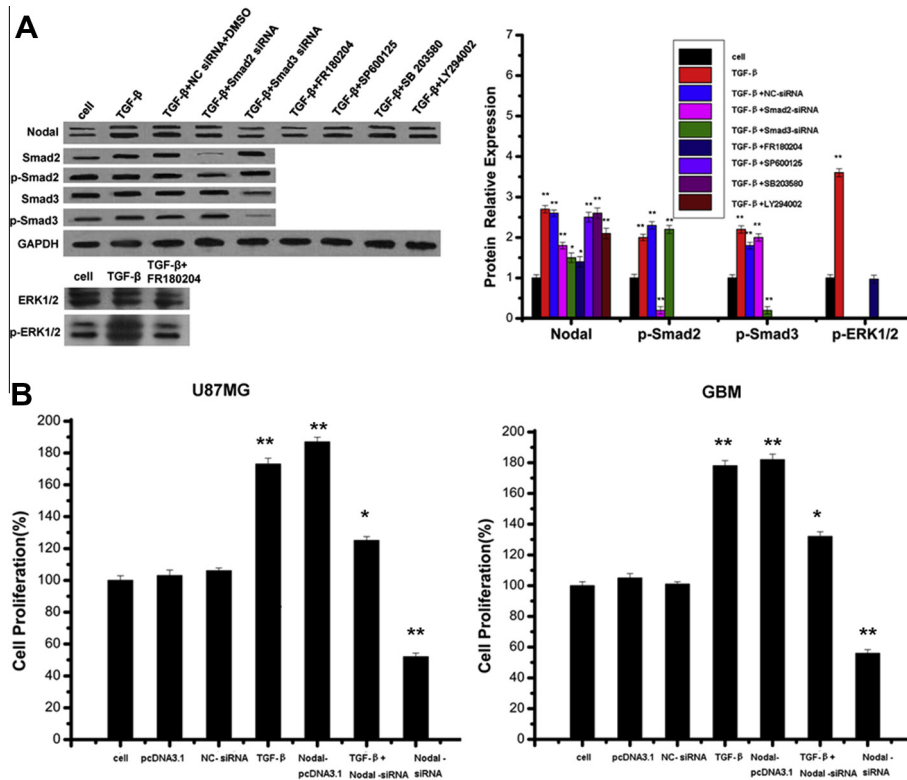 A
cell
TGF-β
TGF-β+NC siRNA+DMSO
TGF-β+Smad2 siRNA
TGF-β+Smad3 siRNA
TGF-β+FR180204
TGF-β+SP600125
TGF-β+SB 203580
TGF-β+LY294002
Nodal
Smad2
p-Smad2
Smad3
p-Smad3
GAPDH
cell
TGF-β
TGF-β+
FR180204
ERK1/2
p-ERK1/2
Protein Relative Expression
7
6
5
4
3
2
1
0
cell
TGF-β
TGF-β+NC-siRNA
TGF-β+Smad2-siRNA
TGF-β+Smad3-siRNA
TGF-β+FR180204
TGF-β+SP600125
TGF-β+SB203580
TGF-β+LY294002
** ** ** * * ** ** **
** ** ** **
** ** ** **
**
Nodal p-Smad2 p-Smad3 p-ERK1/2
B
U87MG
Cell Proliferation(%)
200
180
160
140
120
100
80
60
40
20
0
** ** * **
cell pcDNA3.1 NC- siRNA TGF-β Nodal-pcDNA3.1 TGF-β + Nodal -siRNA Nodal - siRNA
GBM
Cell Proliferation(%)
200
180
160
140
120
100
80
60
40
20
0
** ** * **
cell pcDNA3.1 NC- siRNA TGF-β Nodal-pcDNA3.1 TGF-β + Nodal -siRNA Nodal - siRNA